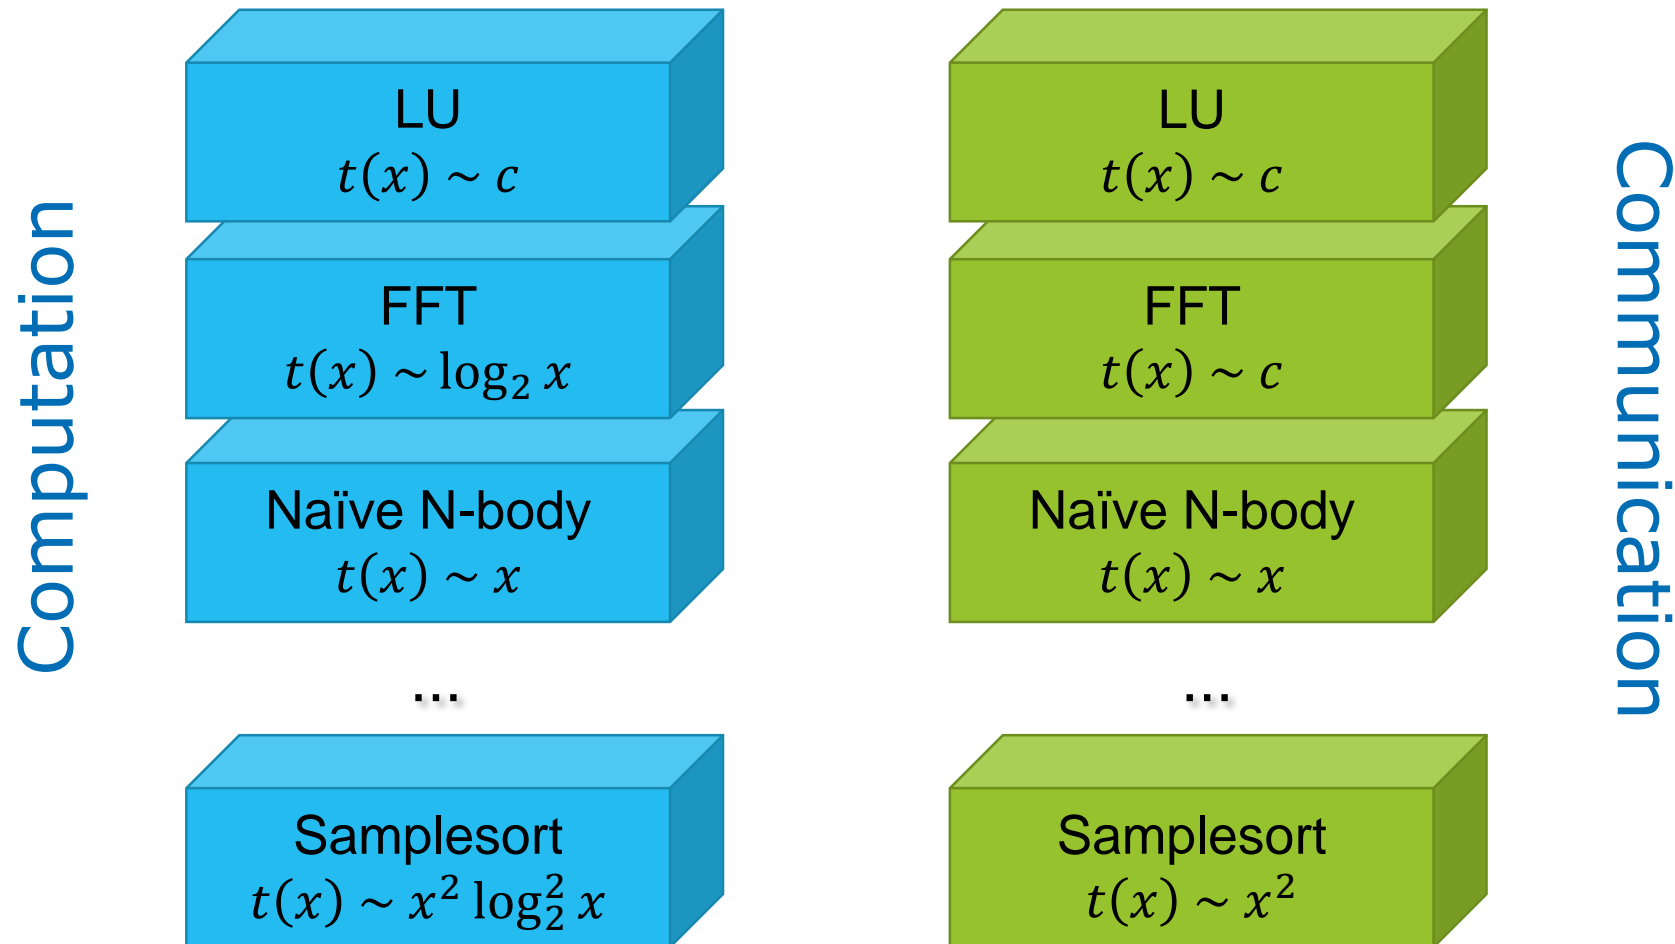 Computation
LU
t(x) ~ c
FFT
t(x) ~ log₂ x
Naïve N-body
t(x) ~ x
...
Samplesort
t(x) ~ x² log₂² x
LU
t(x) ~ c
FFT
t(x) ~ c
Naïve N-body
t(x) ~ x
...
Samplesort
t(x) ~ x²
Communication